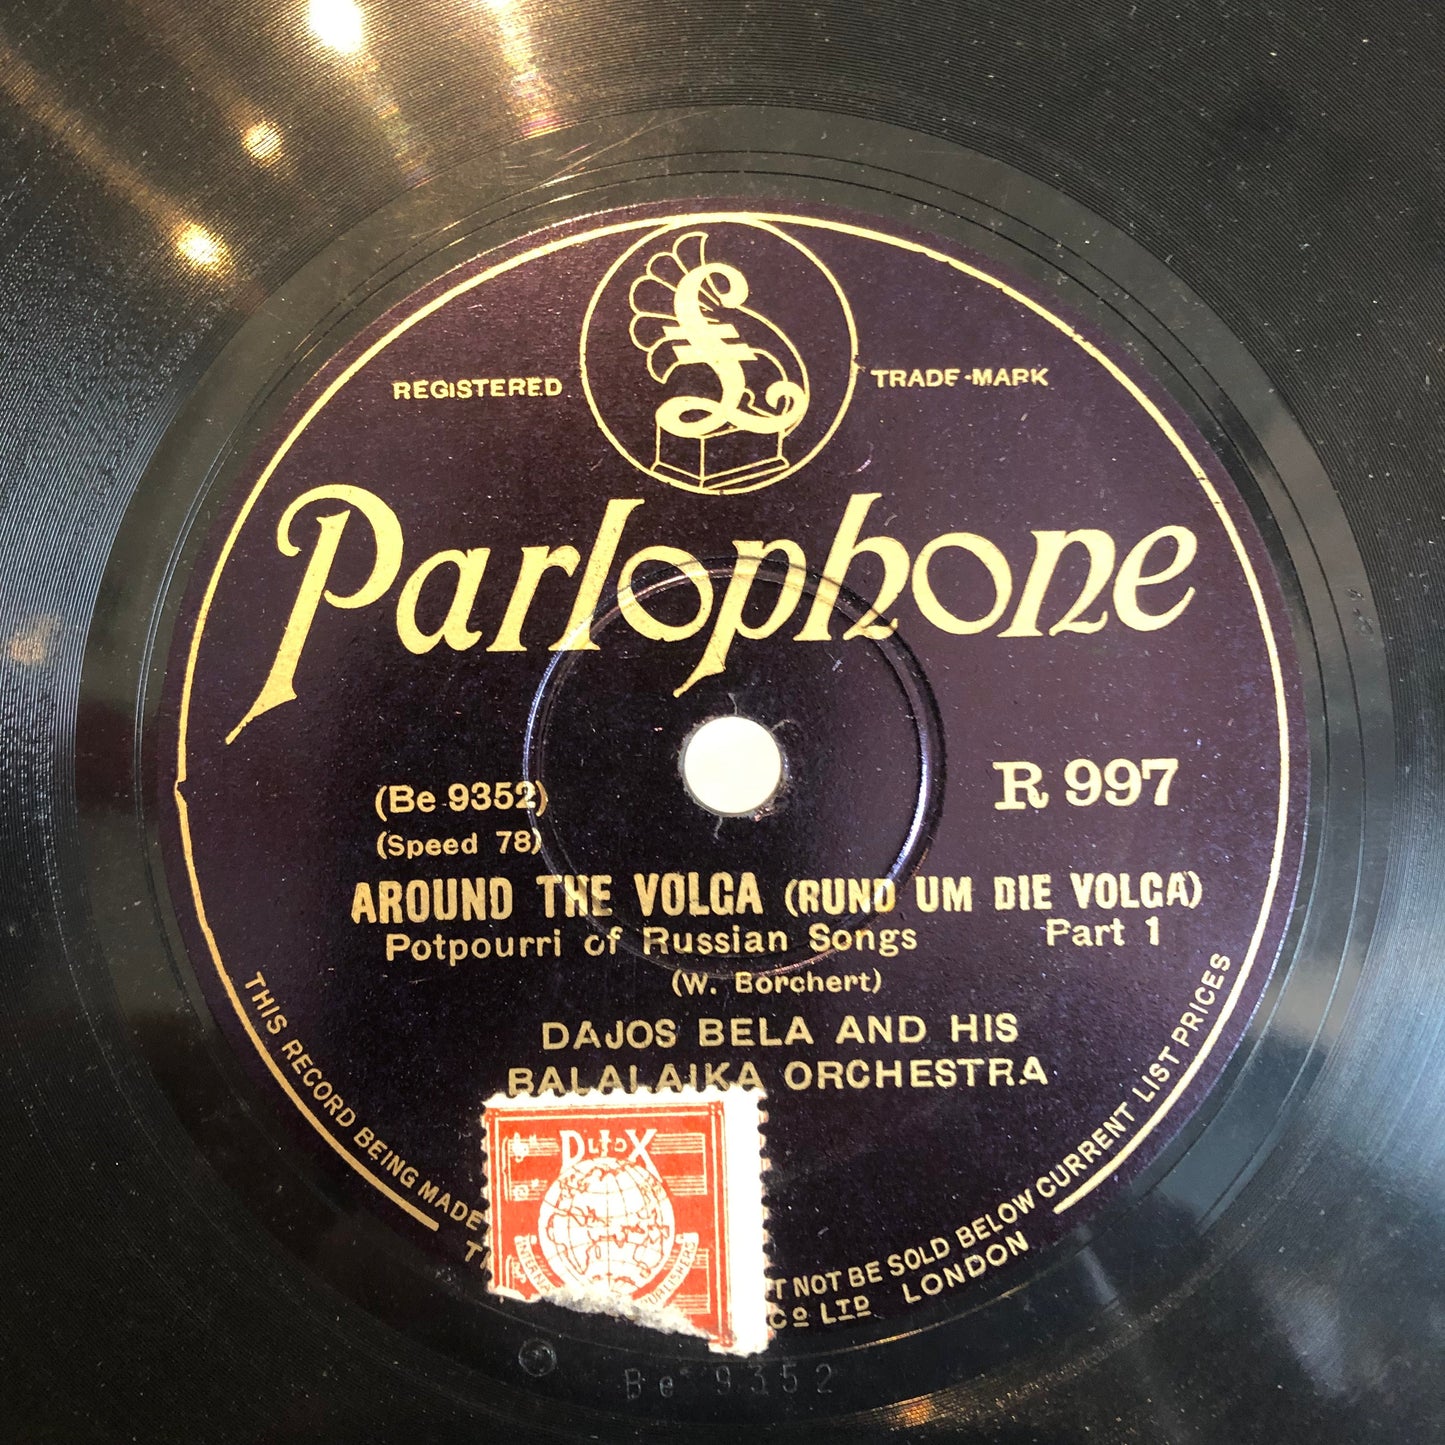 REGISTERED TRADE-MARK
Parlophone
(Be 9352)
R 997
(Speed 78)
AROUND THE VOLGA (RUND UM DIE VOLGA)
Potpourri of Russian Songs Part 1
(W. Borchert)
DAJOS BELA AND HIS
BALALAIKA ORCHESTRA
THIS RECORD BEING MADE
NOT BE SOLD BELOW CURRENT LIST PRICES
Co LTD LONDON
Be 9352